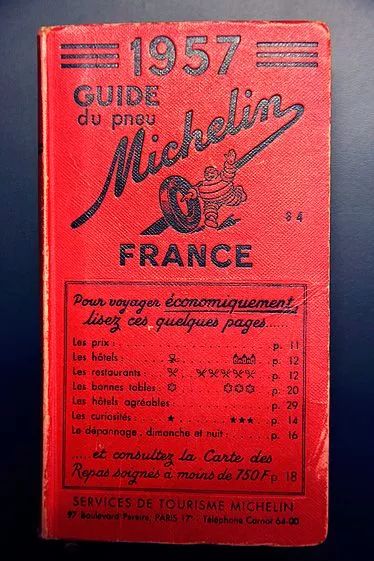 1957
GUIDE
du pneu
Michelin
$ 4
FRANCE
Pour voyager économiquement,
lisez ces quelques pages.....
Les prix : . . . . . . . . . . . . . . . . . p. 11
Les hôtels : . . . . . . . . . . . . p. 12
Les restaurants : . . . . . . . p. 12
Les bonnes tables : . . . . . . p. 20
Les hôtels agréables : . . . . . . . . . . p. 29
Les curiosités : ★ . . . . . ★★★ . . . . p. 14
Le dépannage, dimanche et nuit . . . . . . p. 16
..... et consultez la Carte des
Repas soignés à moins de 750 F p. 18
SERVICES DE TOURISME MICHELIN
97 Boulevard Pereire, PARIS 17e - Téléphone Carnot 64-00